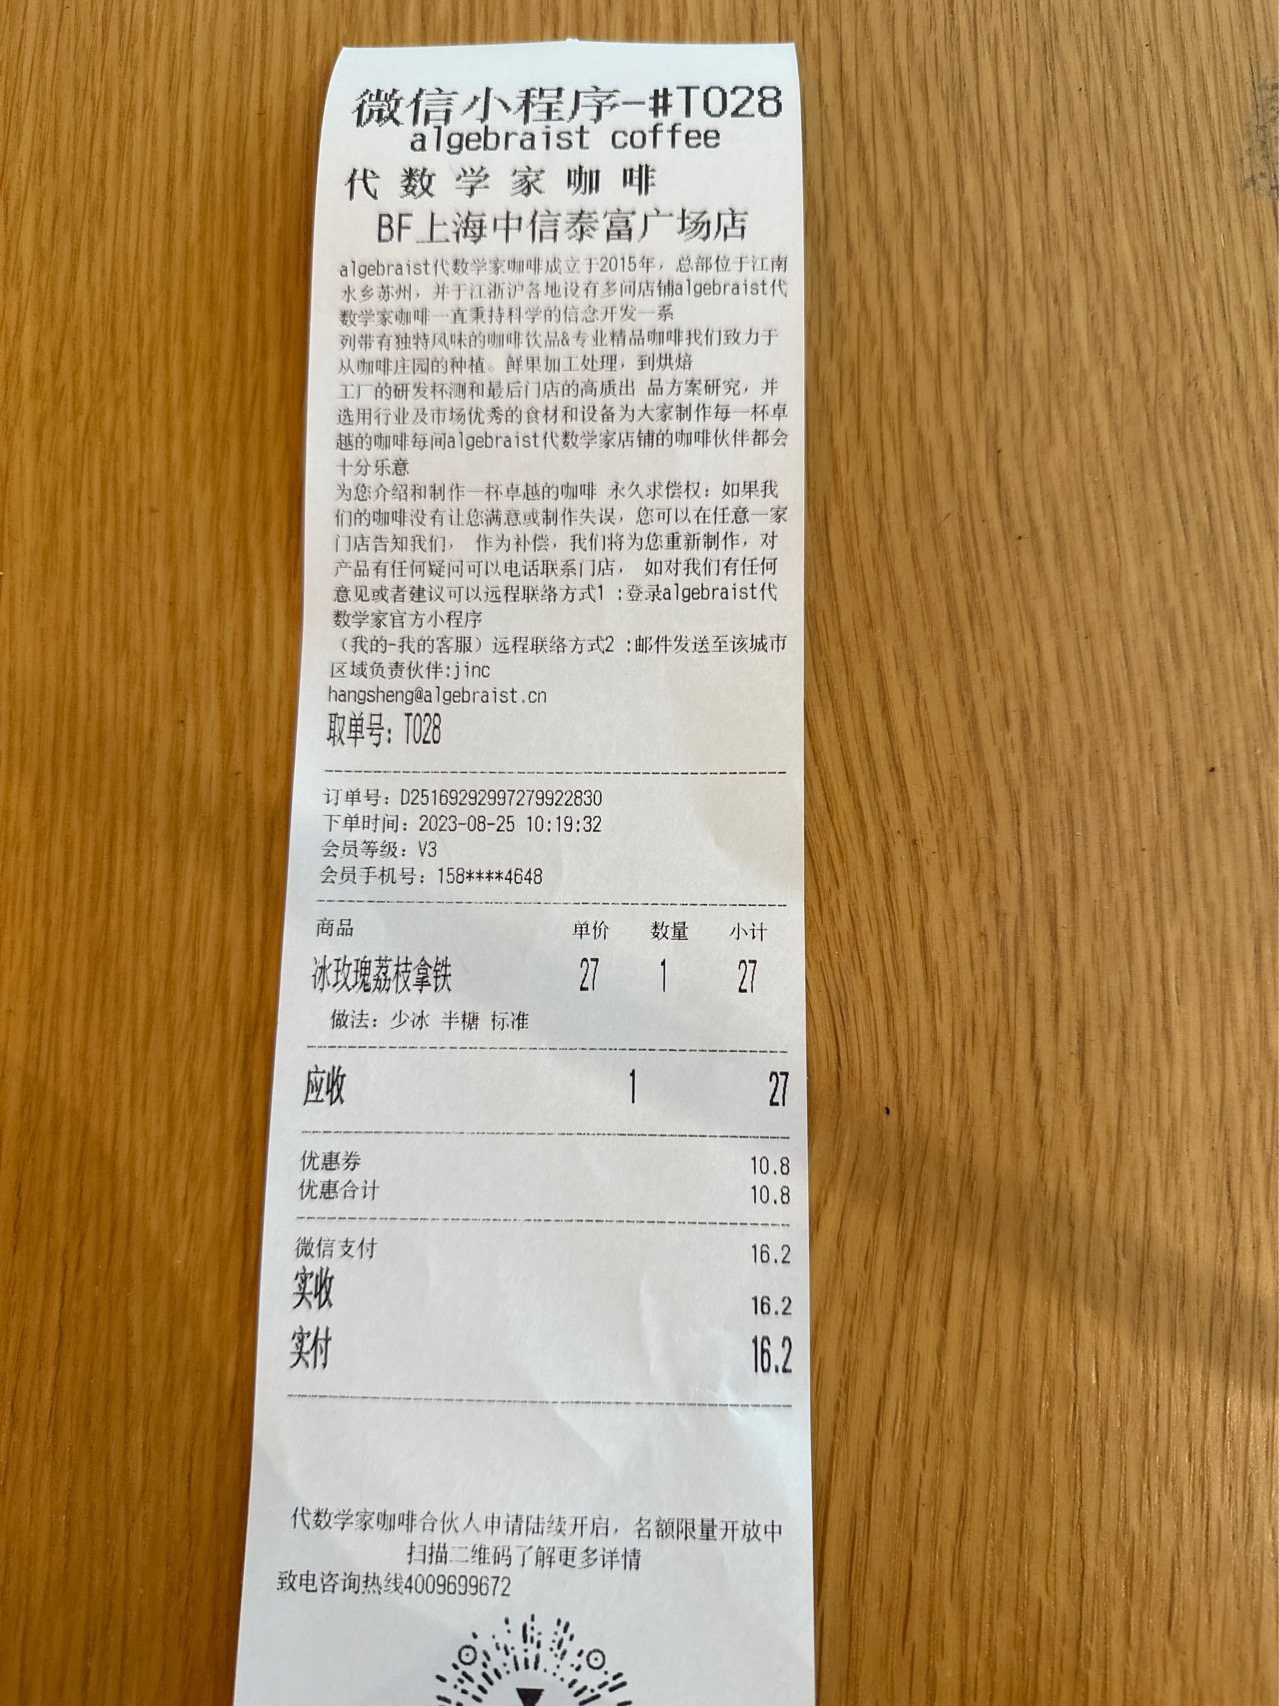 微信小程序-#T028
algebraist coffee
代数学家咖啡
BF上海中信泰富广场店
algebraist代数学家咖啡成立于2015年，总部位于江南
水乡苏州，并于江浙沪各地设有多间店铺algebraist代
数学家咖啡一直秉持科学的信念开发一系
列带有独特风味的咖啡饮品&专业精品咖啡我们致力于
从咖啡庄园的种植。鲜果加工处理，到烘焙
工厂的研发杯测和最后门店的高质出 品方案研究，并
选用行业及市场优秀的食材和设备为大家制作每一杯卓
越的咖啡每间algebraist代数学家店铺的咖啡伙伴都会
十分乐意
为您介绍和制作一杯卓越的咖啡 永久求偿权：如果我
们的咖啡没有让您满意或制作失误，您可以在任意一家
门店告知我们， 作为补偿，我们将为您重新制作，对
产品有任何疑问可以电话联系门店， 如对我们有任何
意见或者建议可以远程联络方式1 :登录algebraist代
数学家官方小程序
（我的-我的客服）远程联络方式2 :邮件发送至该城市
区域负责伙伴:jinc
hangsheng@algebraist.cn
取单号：T028
订单号：D25169292997279922830
下单时间：2023-08-25 10:19:32
会员等级：V3
会员手机号：158****4648
商品 单价 数量 小计
冰玫瑰荔枝拿铁 27 1 27
做法：少冰 半糖 标准
应收 1 27
优惠券 10.8
优惠合计 10.8
微信支付 16.2
实收 16.2
实付 16.2
代数学家咖啡合伙人申请陆续开启，名额限量开放中
扫描二维码了解更多详情
致电咨询热线4009699672